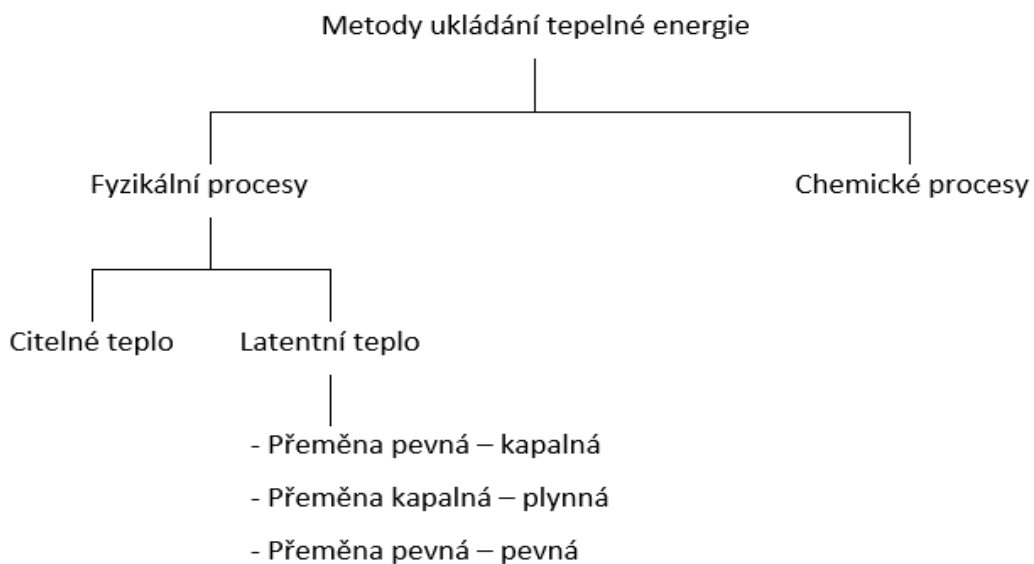 Metody ukládání tepelné energie
Fyzikální procesy
Chemické procesy
Citelné teplo
Latentní teplo
- Přeměna pevná – kapalná
- Přeměna kapalná – plynná
- Přeměna pevná – pevná